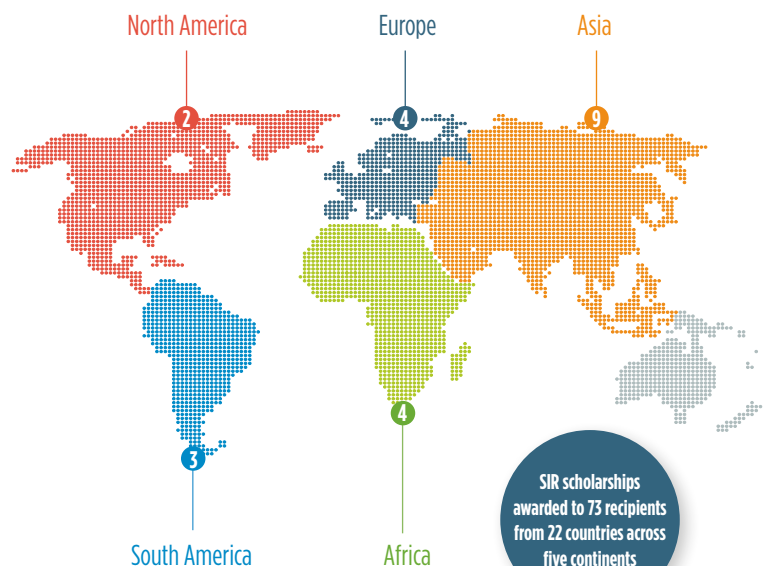 North America
Europe
Asia
2
4
9
4
3
SIR scholarships
awarded to 73 recipients
from 22 countries across
five continents
South America
Africa